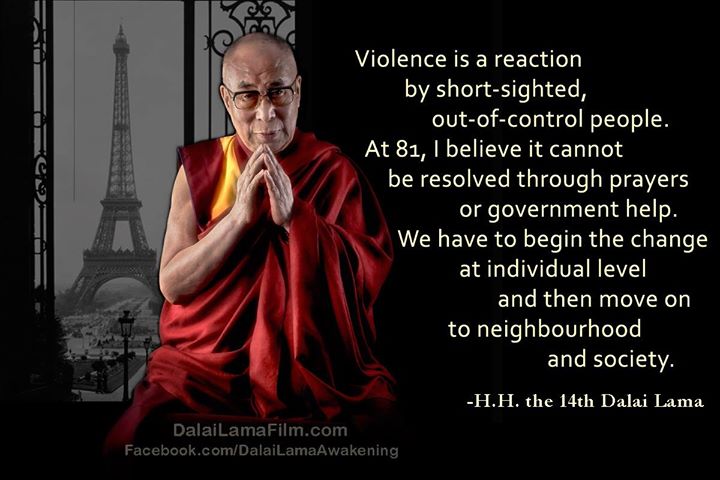 Violence is a reaction
by short-sighted,
out-of-control people.
At 81, I believe it cannot
be resolved through prayers
or government help.
We have to begin the change
at individual level
and then move on
to neighbourhood
and society.
-H.H. the 14th Dalai Lama
DalaiLamaFilm.com
Facebook.com/DalaiLamaAwakening